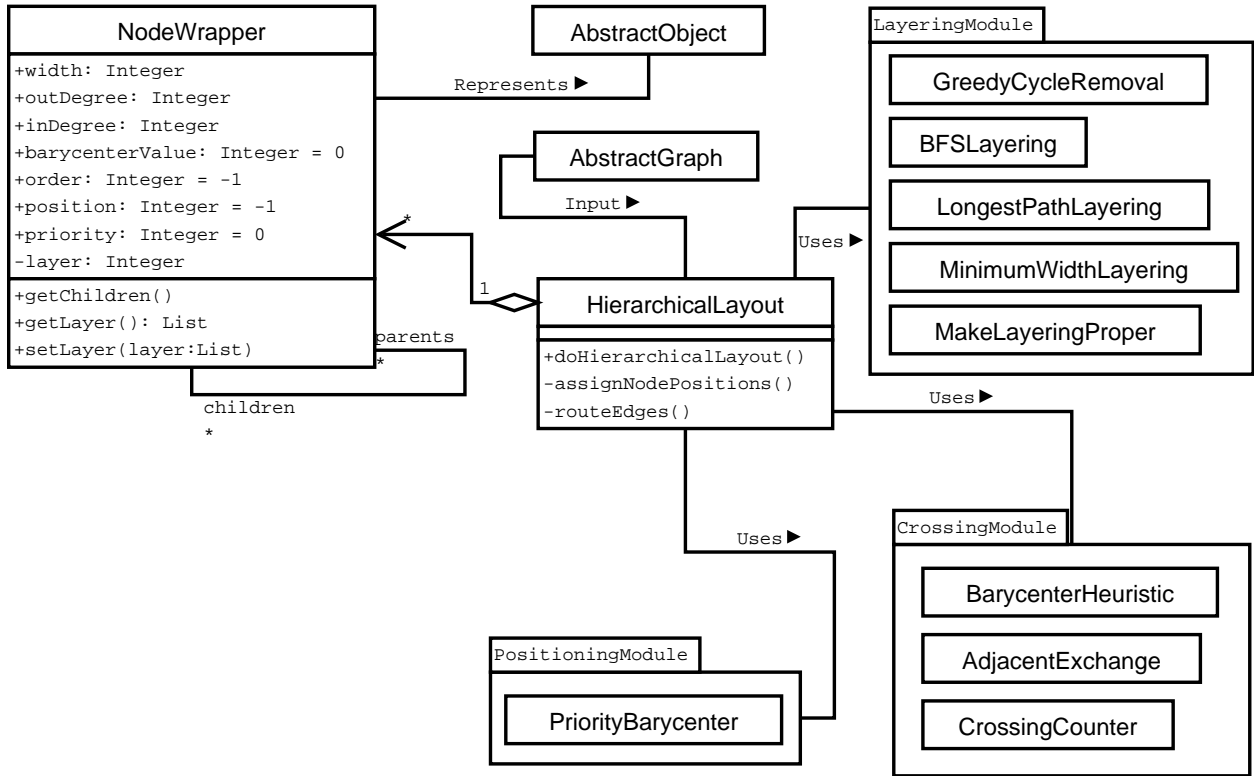 NodeWrapper
+width: Integer
+outDegree: Integer
+inDegree: Integer
+barycenterValue: Integer = 0
+order: Integer = -1
+position: Integer = -1
+priority: Integer = 0
-layer: Integer
+getChildren()
+getLayer(): List
+setLayer(layer:List)
parents
*
children
*
AbstractObject
Represents ►
AbstractGraph
Input ►
*
1
HierarchicalLayout
+doHierarchicalLayout()
-assignNodePositions()
-routeEdges()
Uses ►
LayeringModule
GreedyCycleRemoval
BFSLayering
LongestPathLayering
MinimumWidthLayering
MakeLayeringProper
Uses ►
CrossingModule
BarycenterHeuristic
AdjacentExchange
CrossingCounter
Uses ►
PositioningModule
PriorityBarycenter